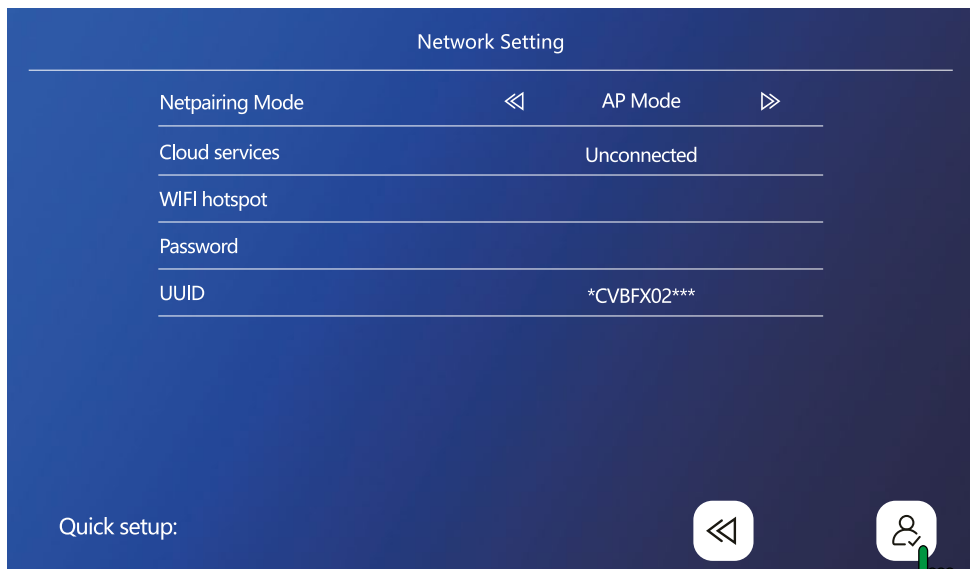 Network Setting
Netpairing Mode AP Mode
Cloud services Unconnected
WIFI hotspot
Password
UUID *CVBFX02***
Quick setup: